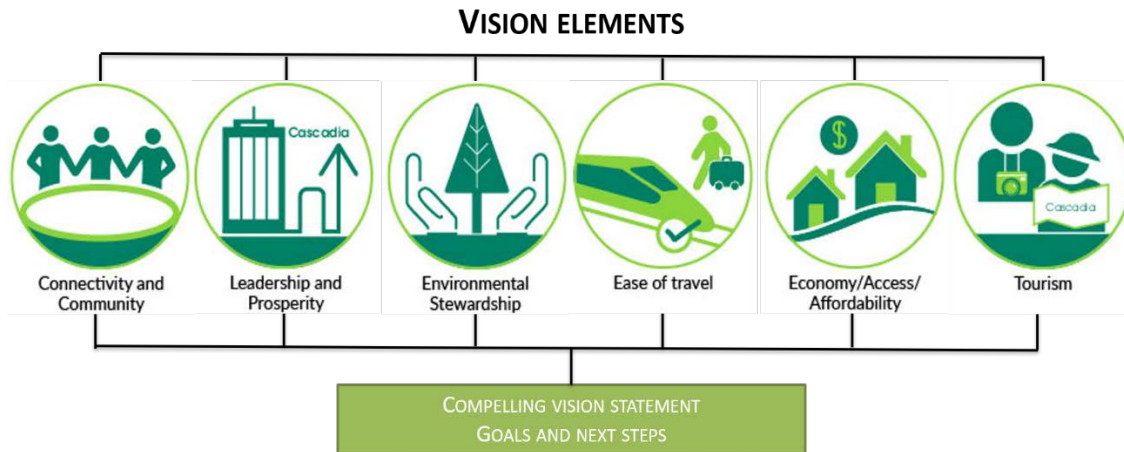 VISION ELEMENTS
Cascadia
$
Cascadia
Connectivity and
Community
Leadership and
Prosperity
Environmental
Stewardship
Ease of travel
Economy/Access/
Affordability
Tourism
COMPELLING VISION STATEMENT
GOALS AND NEXT STEPS